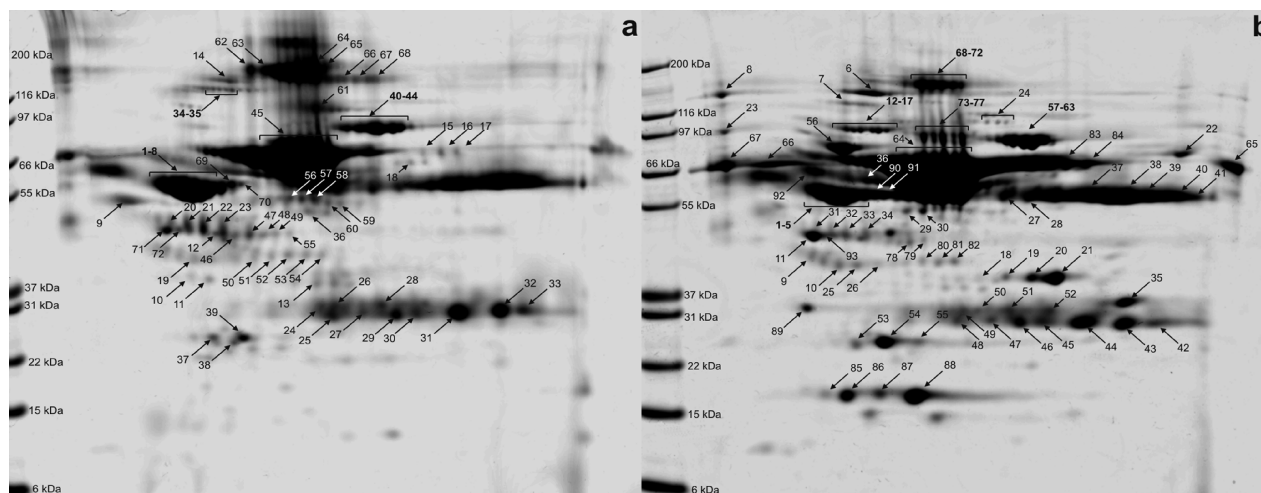 a
200 kDa
116 kDa
97 kDa
66 kDa
55 kDa
37 kDa
31 kDa
22 kDa
15 kDa
6 kDa
62 63 64
65
14 66 67 68
61
34-35 45 40-44
15 16 17
18
1-8 69
70 56 57 58
9 20 21 22 23 47 48 49 36 60 59
71 72 12 46 55
19 50 51 52 53 54
10 11 13 26 28 32 33
24 25 27 29 30 31
39
37 38
b
200 kDa
116 kDa
97 kDa
66 kDa
55 kDa
37 kDa
31 kDa
22 kDa
15 kDa
6 kDa
68-72
8 7 6
23 12-17 73-77 24 57-63
67 66 56 64 83 84 22 65
36 90 91 37 38 39 40 41
92
1-5 31 32 33 34 29 30 27 28
11 93 78 79 80 81 82
9 10 25 26 18 19 20 21
35
89 50 51 52
53 54 55 48 49 47 46 45 44 43 42
85 86 87 88